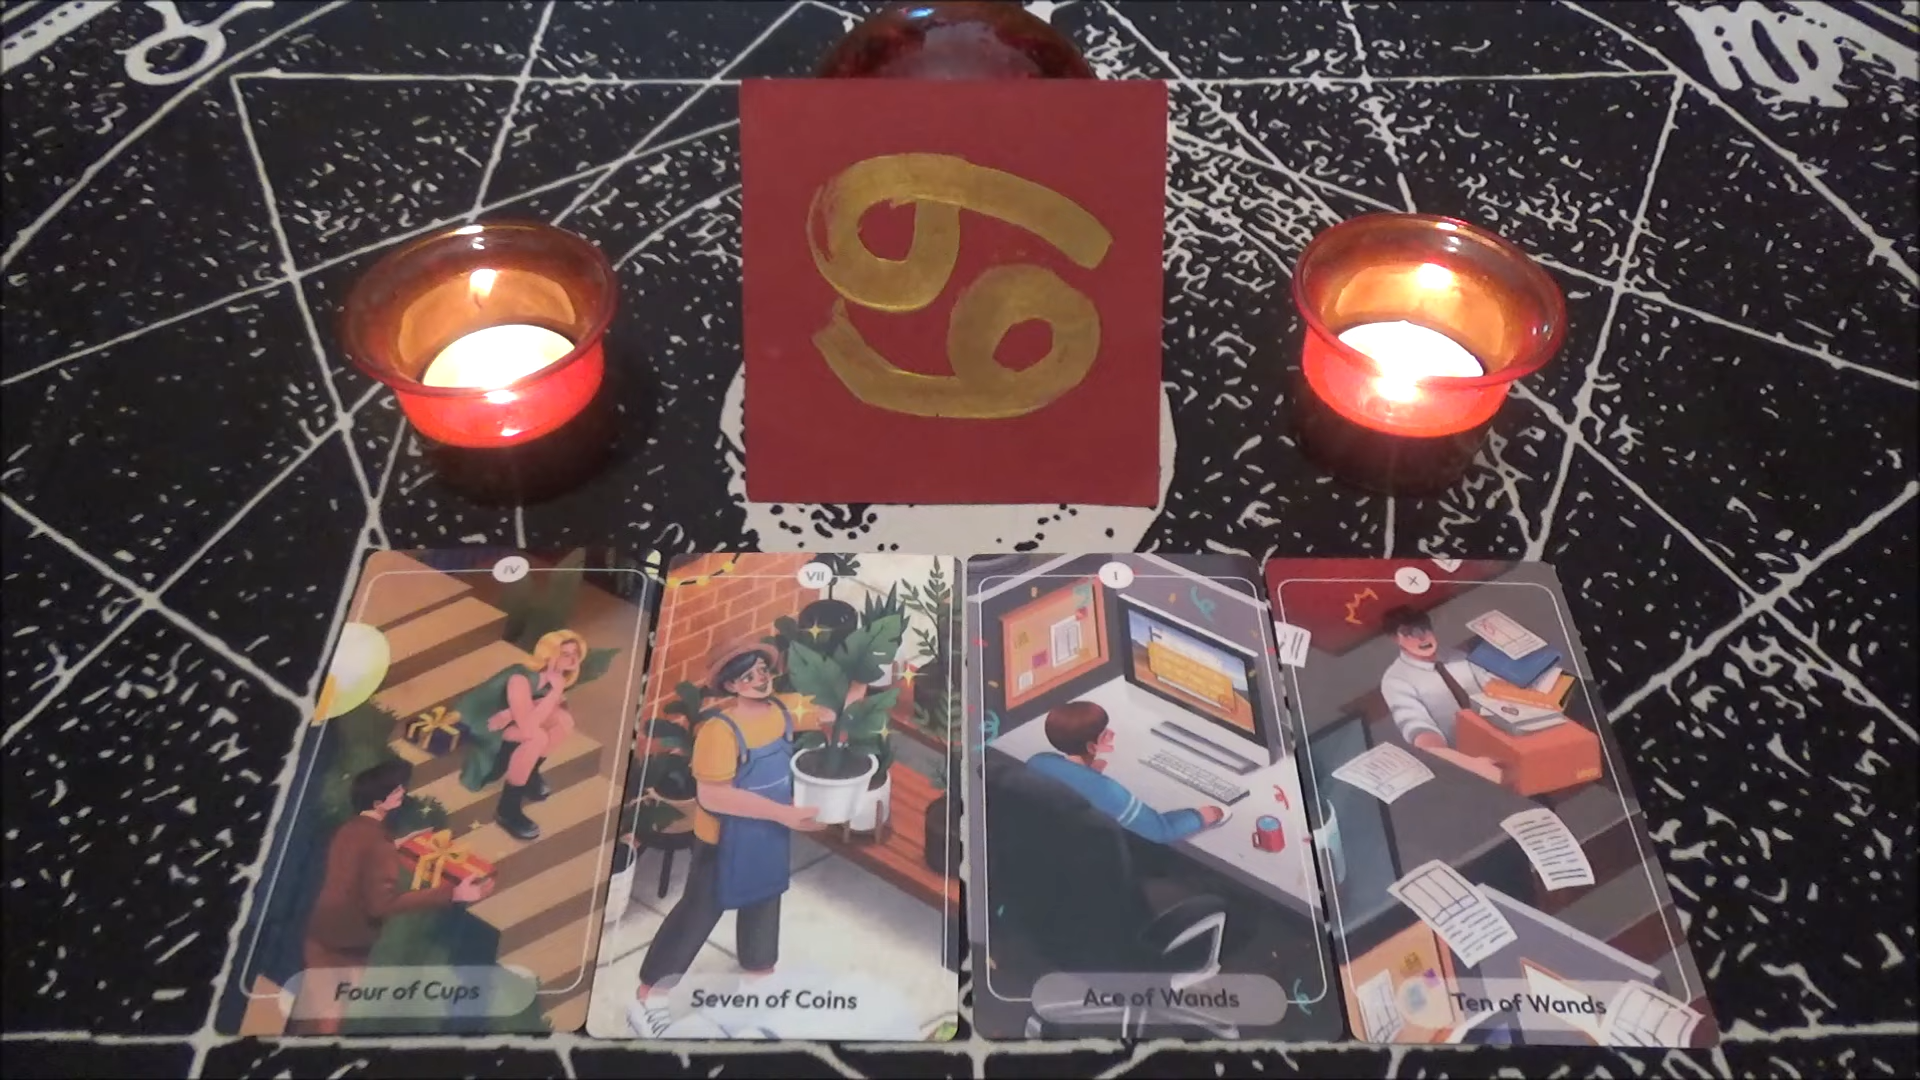 IV
VII
I
X
Four of Cups
Seven of Coins
Ace of Wands
Ten of Wands